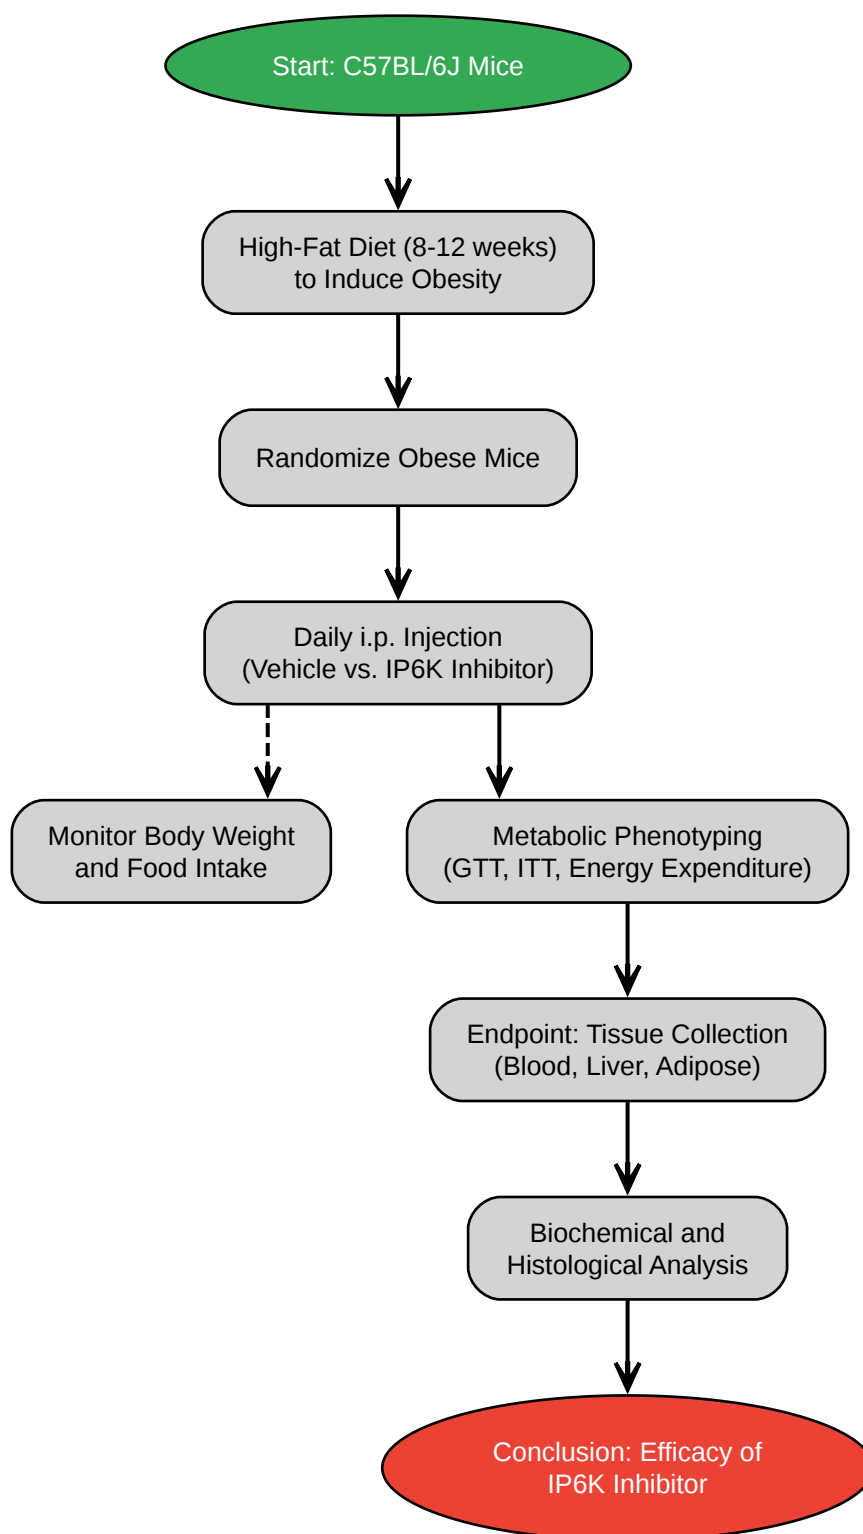 Start: C57BL/6J Mice
High-Fat Diet (8-12 weeks)
to Induce Obesity
Randomize Obese Mice
Daily i.p. Injection
(Vehicle vs. IP6K Inhibitor)
Monitor Body Weight
and Food Intake
Metabolic Phenotyping
(GTT, ITT, Energy Expenditure)
Endpoint: Tissue Collection
(Blood, Liver, Adipose)
Biochemical and
Histological Analysis
Conclusion: Efficacy of
IP6K Inhibitor